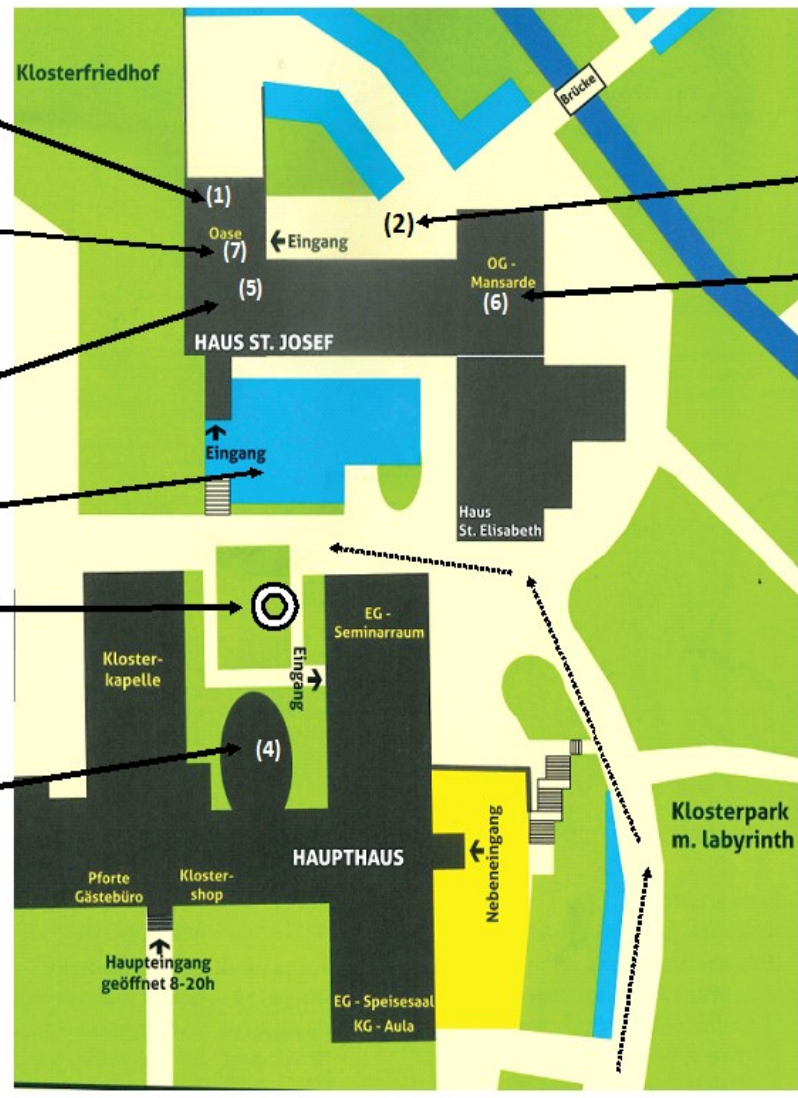 Klosterfriedhof
Brücke
(1)
(2)
Oase
(7)
Eingang
(5)
OG -
Mansarde
(6)
HAUS ST. JOSEF
Eingang
Haus
St. Elisabeth
EG -
Seminarraum
Kloster-
kapelle
Eingang
(4)
Klosterpark
m. labyrinth
HAUPTHAUS
Nebeneingang
Pforte
Gästebüro
Kloster-
shop
Haupteingang
geöffnet 8-20h
EG - Speisesaal
KG - Aula